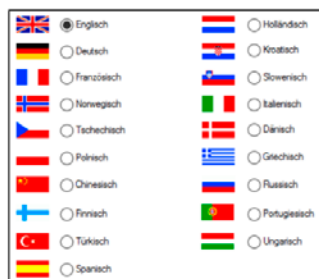 Englisch
Deutsch
Französisch
Norwegisch
Tschechisch
Polnisch
Chinesisch
Finnisch
Türkisch
Spanisch
Holländisch
Kroatisch
Slowenisch
Italienisch
Dänisch
Griechisch
Russisch
Portugiesisch
Ungarisch